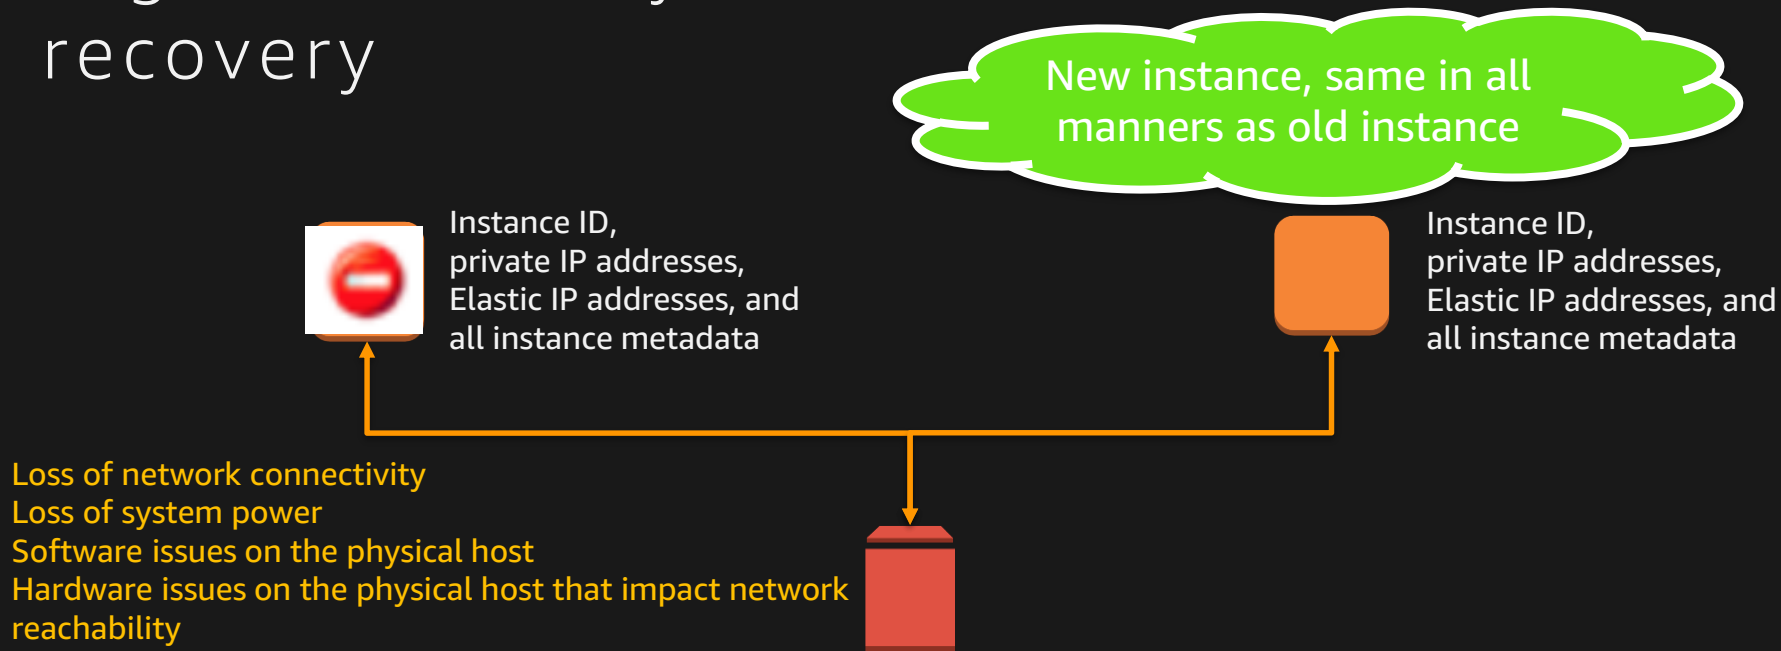 recovery
New instance, same in all
manners as old instance
Instance ID,
private IP addresses,
Elastic IP addresses, and
all instance metadata
Instance ID,
private IP addresses,
Elastic IP addresses, and
all instance metadata
Loss of network connectivity
Loss of system power
Software issues on the physical host
Hardware issues on the physical host that impact network
reachability